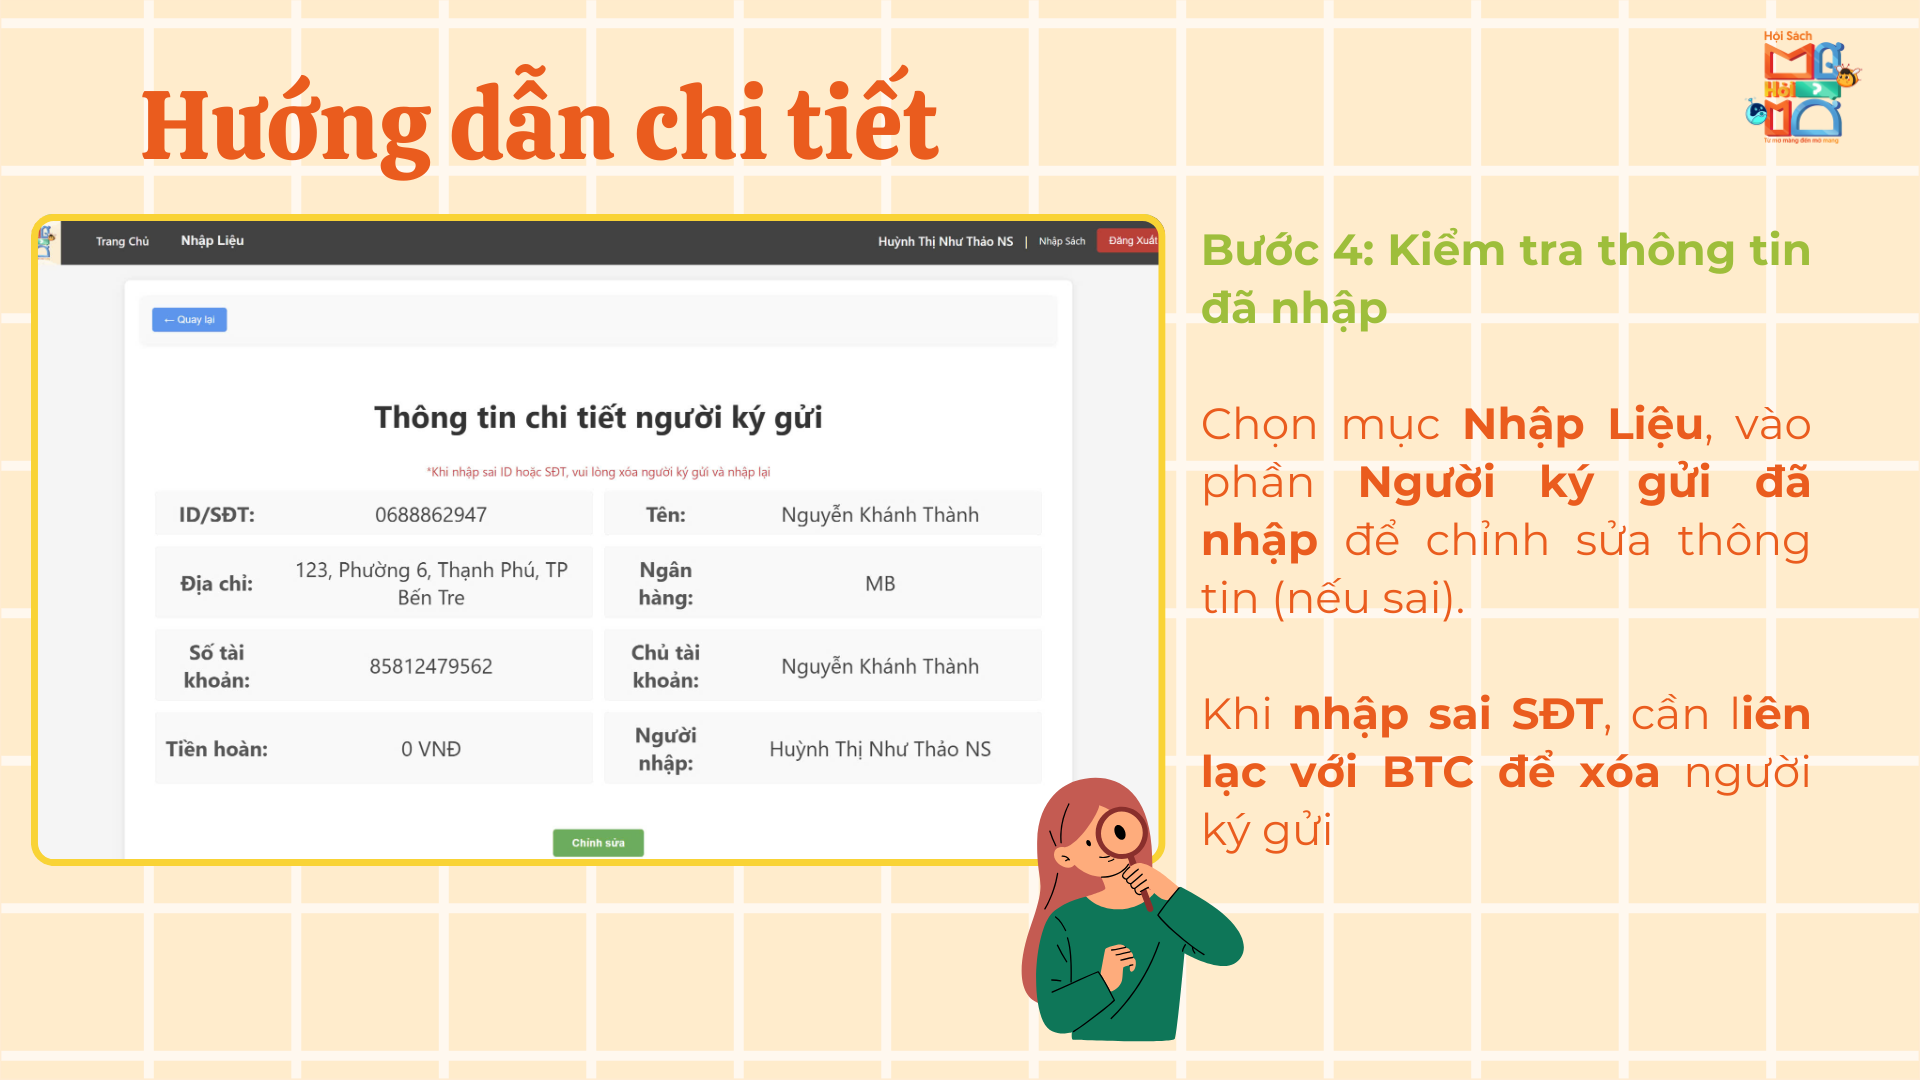 Hội Sách
Hỏi
Từ mơ màng đến mở mang.
Hướng dẫn chi tiết
Trang Chủ
Nhập Liệu
Huỳnh Thị Như Thảo NS | Nhập Sách
Đăng Xuất
← Quay lại
Thông tin chi tiết người ký gửi
*Khi nhập sai ID hoặc SĐT, vui lòng xóa người ký gửi và nhập lại
ID/SĐT: 0688862947
Tên: Nguyễn Khánh Thành
Địa chỉ: 123, Phường 6, Thạnh Phú, TP
Bến Tre
Ngân
hàng: MB
Số tài
khoản: 85812479562
Chủ tài
khoản: Nguyễn Khánh Thành
Tiền hoàn: 0 VNĐ
Người
nhập: Huỳnh Thị Như Thảo NS
Chỉnh sửa
Bước 4: Kiểm tra thông tin
đã nhập
Chọn mục Nhập Liệu, vào
phần Người ký gửi đã
nhập để chỉnh sửa thông
tin (nếu sai).
Khi nhập sai SĐT, cần liên
lạc với BTC để xóa người
ký gửi